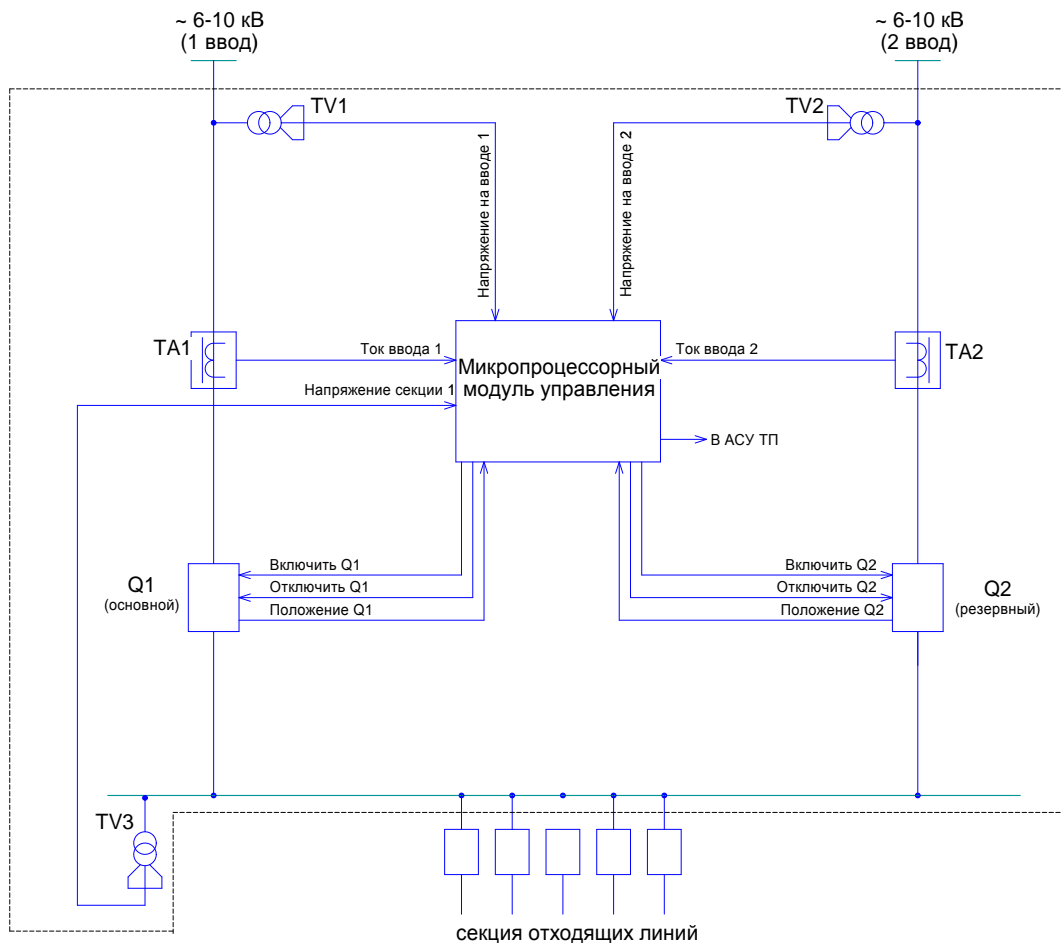 ~ 6-10 кВ
(1 ввод)
~ 6-10 кВ
(2 ввод)
TV1
TV2
Напряжение на вводе 1
Напряжение на вводе 2
TA1
Ток ввода 1
Ток ввода 2
TA2
Микропроцессорный
модуль управления
Напряжение секции 1
В АСУ ТП
Q1
(основной)
Включить Q1
Отключить Q1
Положение Q1
Включить Q2
Отключить Q2
Положение Q2
Q2
(резервный)
TV3
секция отходящих линий